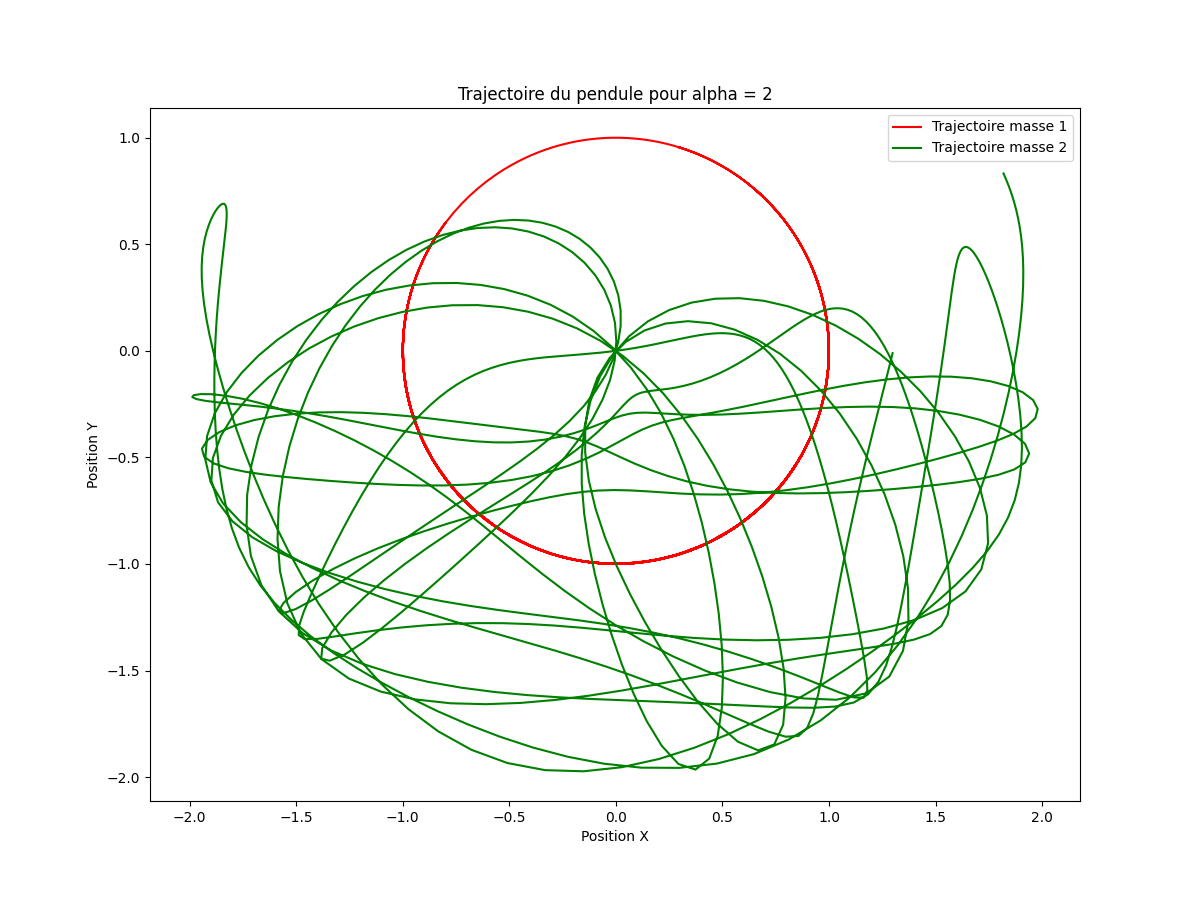 Trajectoire du pendule pour alpha = 2
Trajectoire masse 1
Trajectoire masse 2
Position Y
1.0
0.5
0.0
−0.5
−1.0
−1.5
−2.0
−2.0 −1.5 −1.0 −0.5 0.0 0.5 1.0 1.5 2.0
Position X